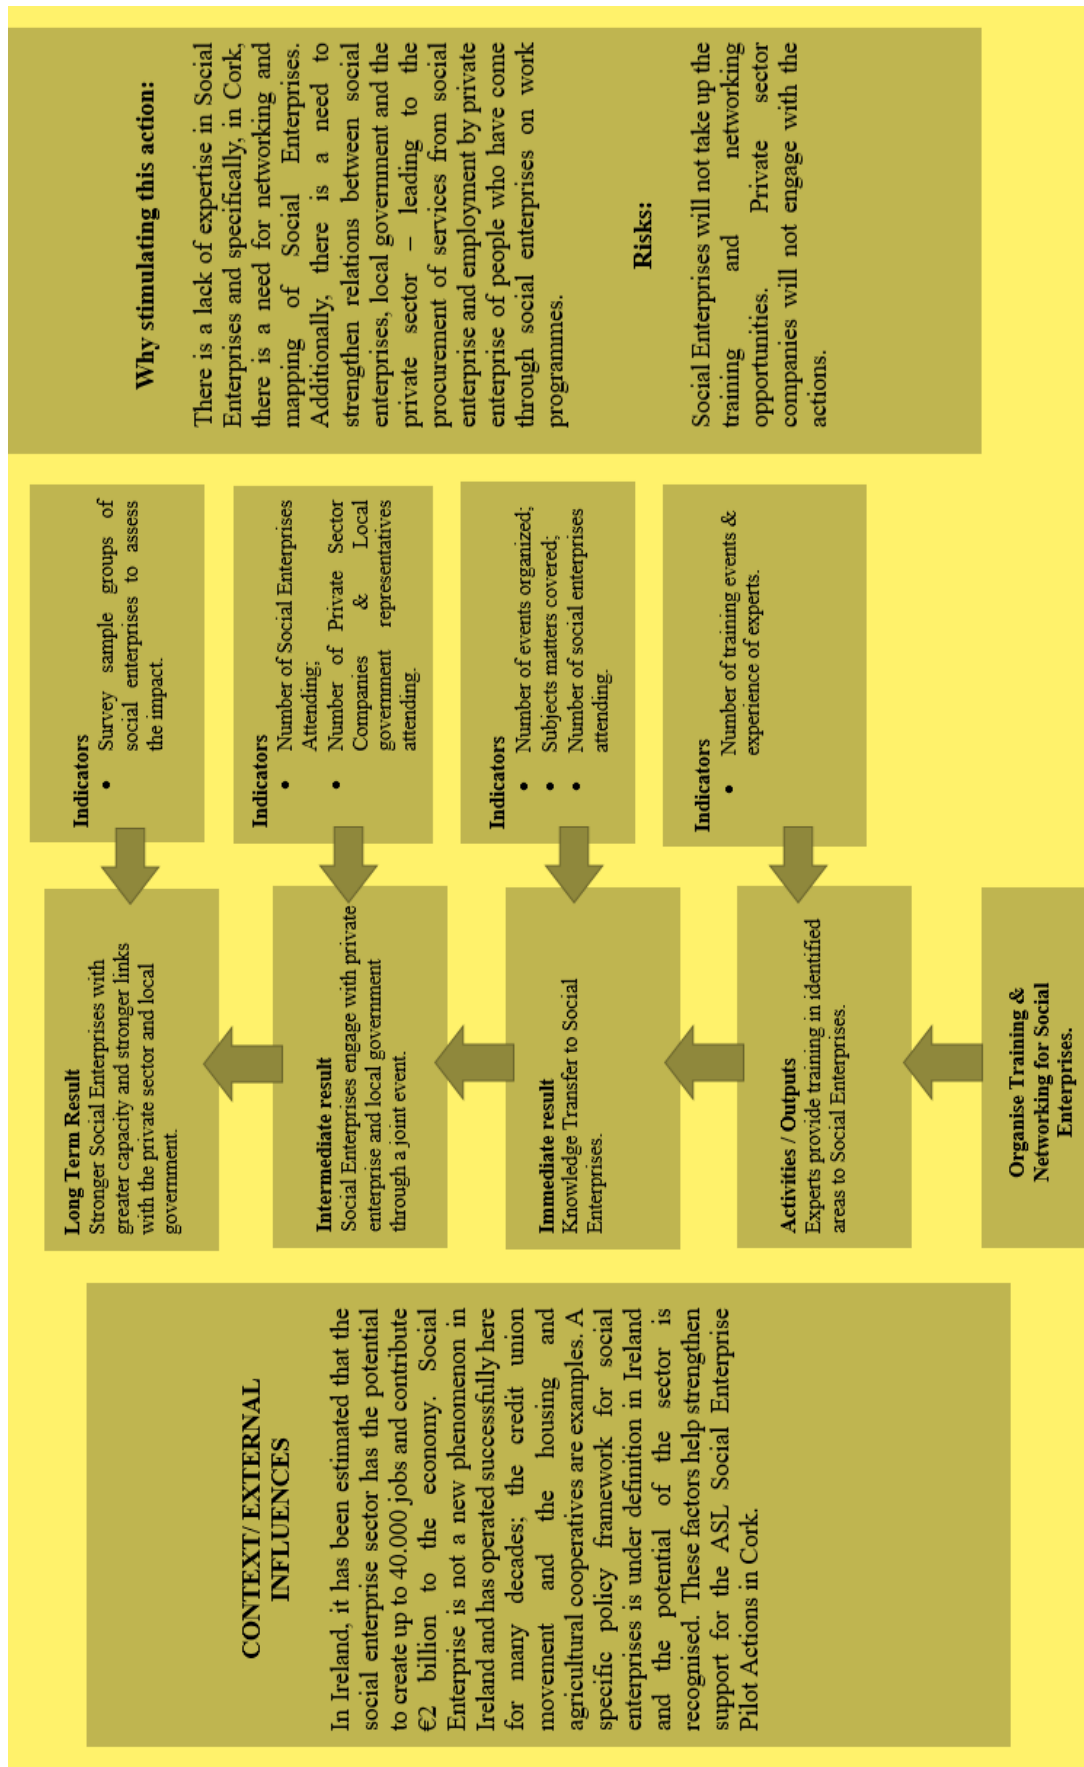 CONTEXT/ EXTERNAL
INFLUENCES
In Ireland, it has been estimated that the
social enterprise sector has the potential
to create up to 40.000 jobs and contribute
€2 billion to the economy. Social
Enterprise is not a new phenomenon in
Ireland and has operated successfully here
for many decades; the credit union
movement and the housing and
agricultural cooperatives are examples. A
specific policy framework for social
enterprises is under definition in Ireland
and the potential of the sector is
recognised. These factors help strengthen
support for the ASL Social Enterprise
Pilot Actions in Cork.
Long Term Result
Stronger Social Enterprises with
greater capacity and stronger links
with the private sector and local
government.
Intermediate result
Social Enterprises engage with private
enterprise and local government
through a joint event.
Immediate result
Knowledge Transfer to Social
Enterprises.
Activities / Outputs
Experts provide training in identified
areas to Social Enterprises.
Organise Training &
Networking for Social
Enterprises.
Indicators
• Survey sample groups of
social enterprises to assess
the impact.
Indicators
• Number of Social Enterprises
Attending;
• Number of Private Sector
Companies & Local
government representatives
attending.
Indicators
• Number of events organized;
• Subjects matters covered;
• Number of social enterprises
attending.
Indicators
• Number of training events &
experience of experts.
Why stimulating this action:
There is a lack of expertise in Social
Enterprises and specifically, in Cork,
there is a need for networking and
mapping of Social Enterprises.
Additionally, there is a need to
strengthen relations between social
enterprises, local government and the
private sector – leading to the
procurement of services from social
enterprise and employment by private
enterprise of people who have come
through social enterprises on work
programmes.
Risks:
Social Enterprises will not take up the
training and networking
opportunities. Private sector
companies will not engage with the
actions.